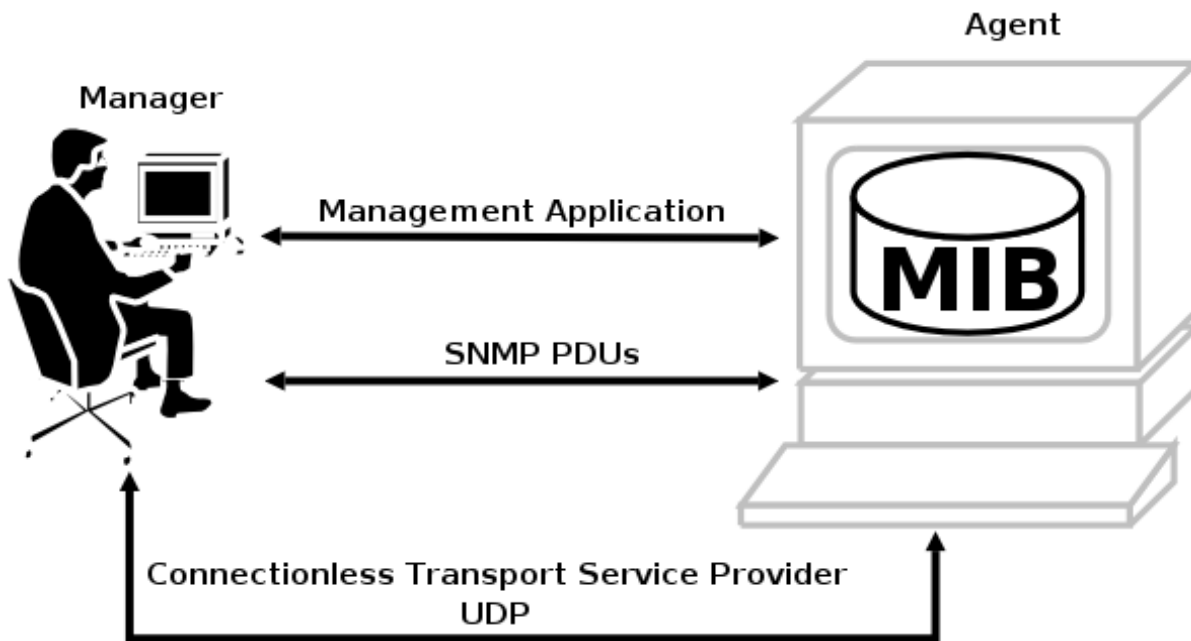 Agent
Manager
Management Application
MIB
SNMP PDUs
Connectionless Transport Service Provider
UDP